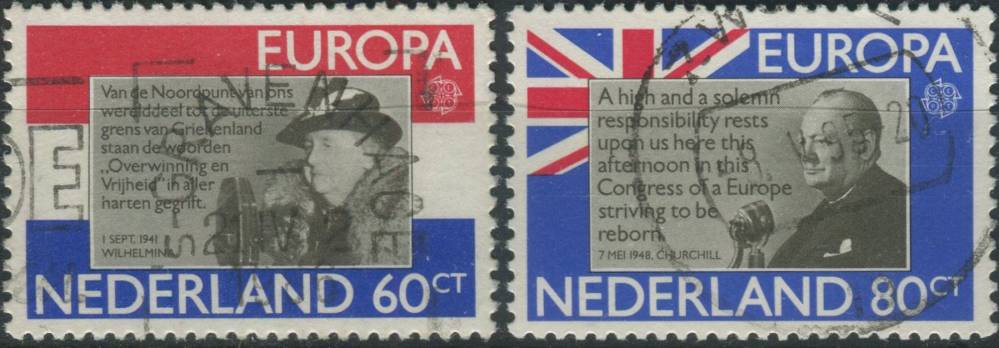 EUROPA
Van de Noordpunt van ons
werelddeel tot de uiterste
grens van Griekenland
staan de woorden
„Overwinning en
Vrijheid” in aller
harten gegrift.
1 SEPT. 1941
WILHELMINA
NEDERLAND 60CT
EUROPA
A high and a solemn
responsibility rests
upon us here this
afternoon in this
Congress of a Europe
striving to be
reborn.
7 MEI 1948, CHURCHILL
NEDERLAND 80CT